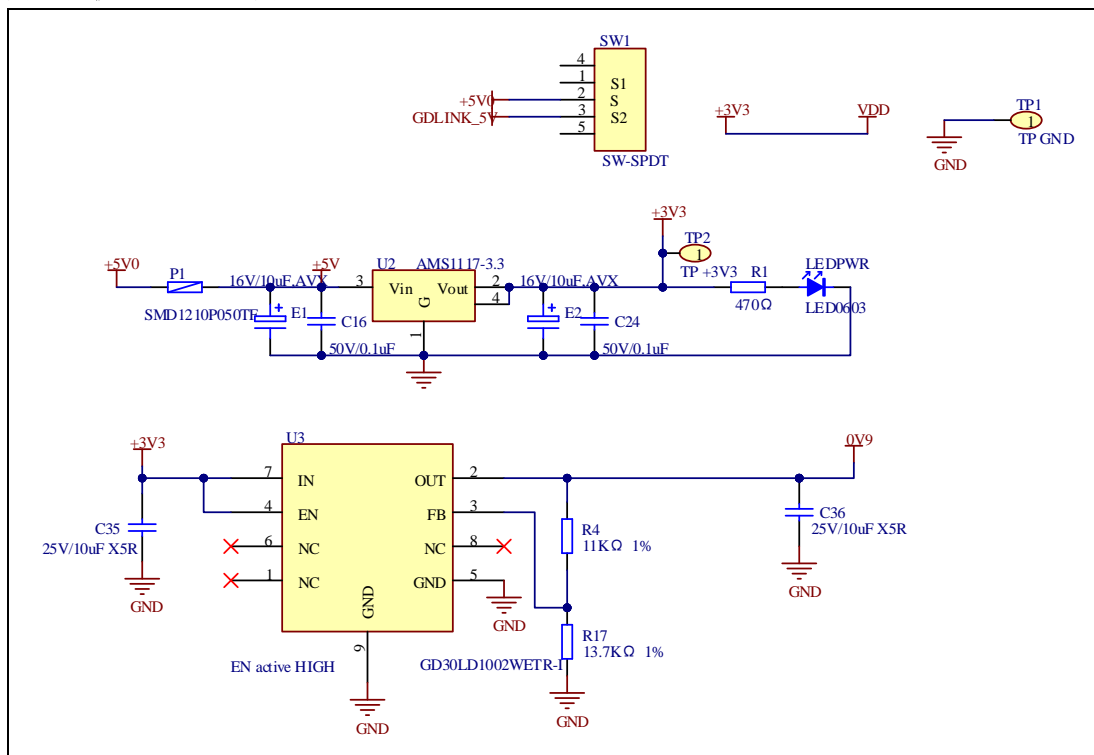 SW1
4
1 S1
+5V0 2 S
GDLINK_5V 3 S2
5
SW-SPDT
+3V3
VDD
TP1
1
TP GND
GND
+3V3
TP2
1
TP +3V3
+5V0
P1
SMD1210P050TF
16V/10uF,AVX
+5V
E1
C16
50V/0.1uF
U2 AMS1117-3.3
3 Vin Vout 2
4
G
1
16V/10uF,AVX
E2
C24
50V/0.1uF
R1
470Ω
LEDPWR
LED0603
GND
U3
+3V3
C35
25V/10uF X5R
GND
7 IN OUT 2
4 EN FB 3
6 NC NC 8
1 NC GND 5
GND
9
GND
GND
EN active HIGH
GD30LD1002WETR-I
R4
11KΩ 1%
R17
13.7KΩ 1%
GND
0V9
C36
25V/10uF X5R
GND